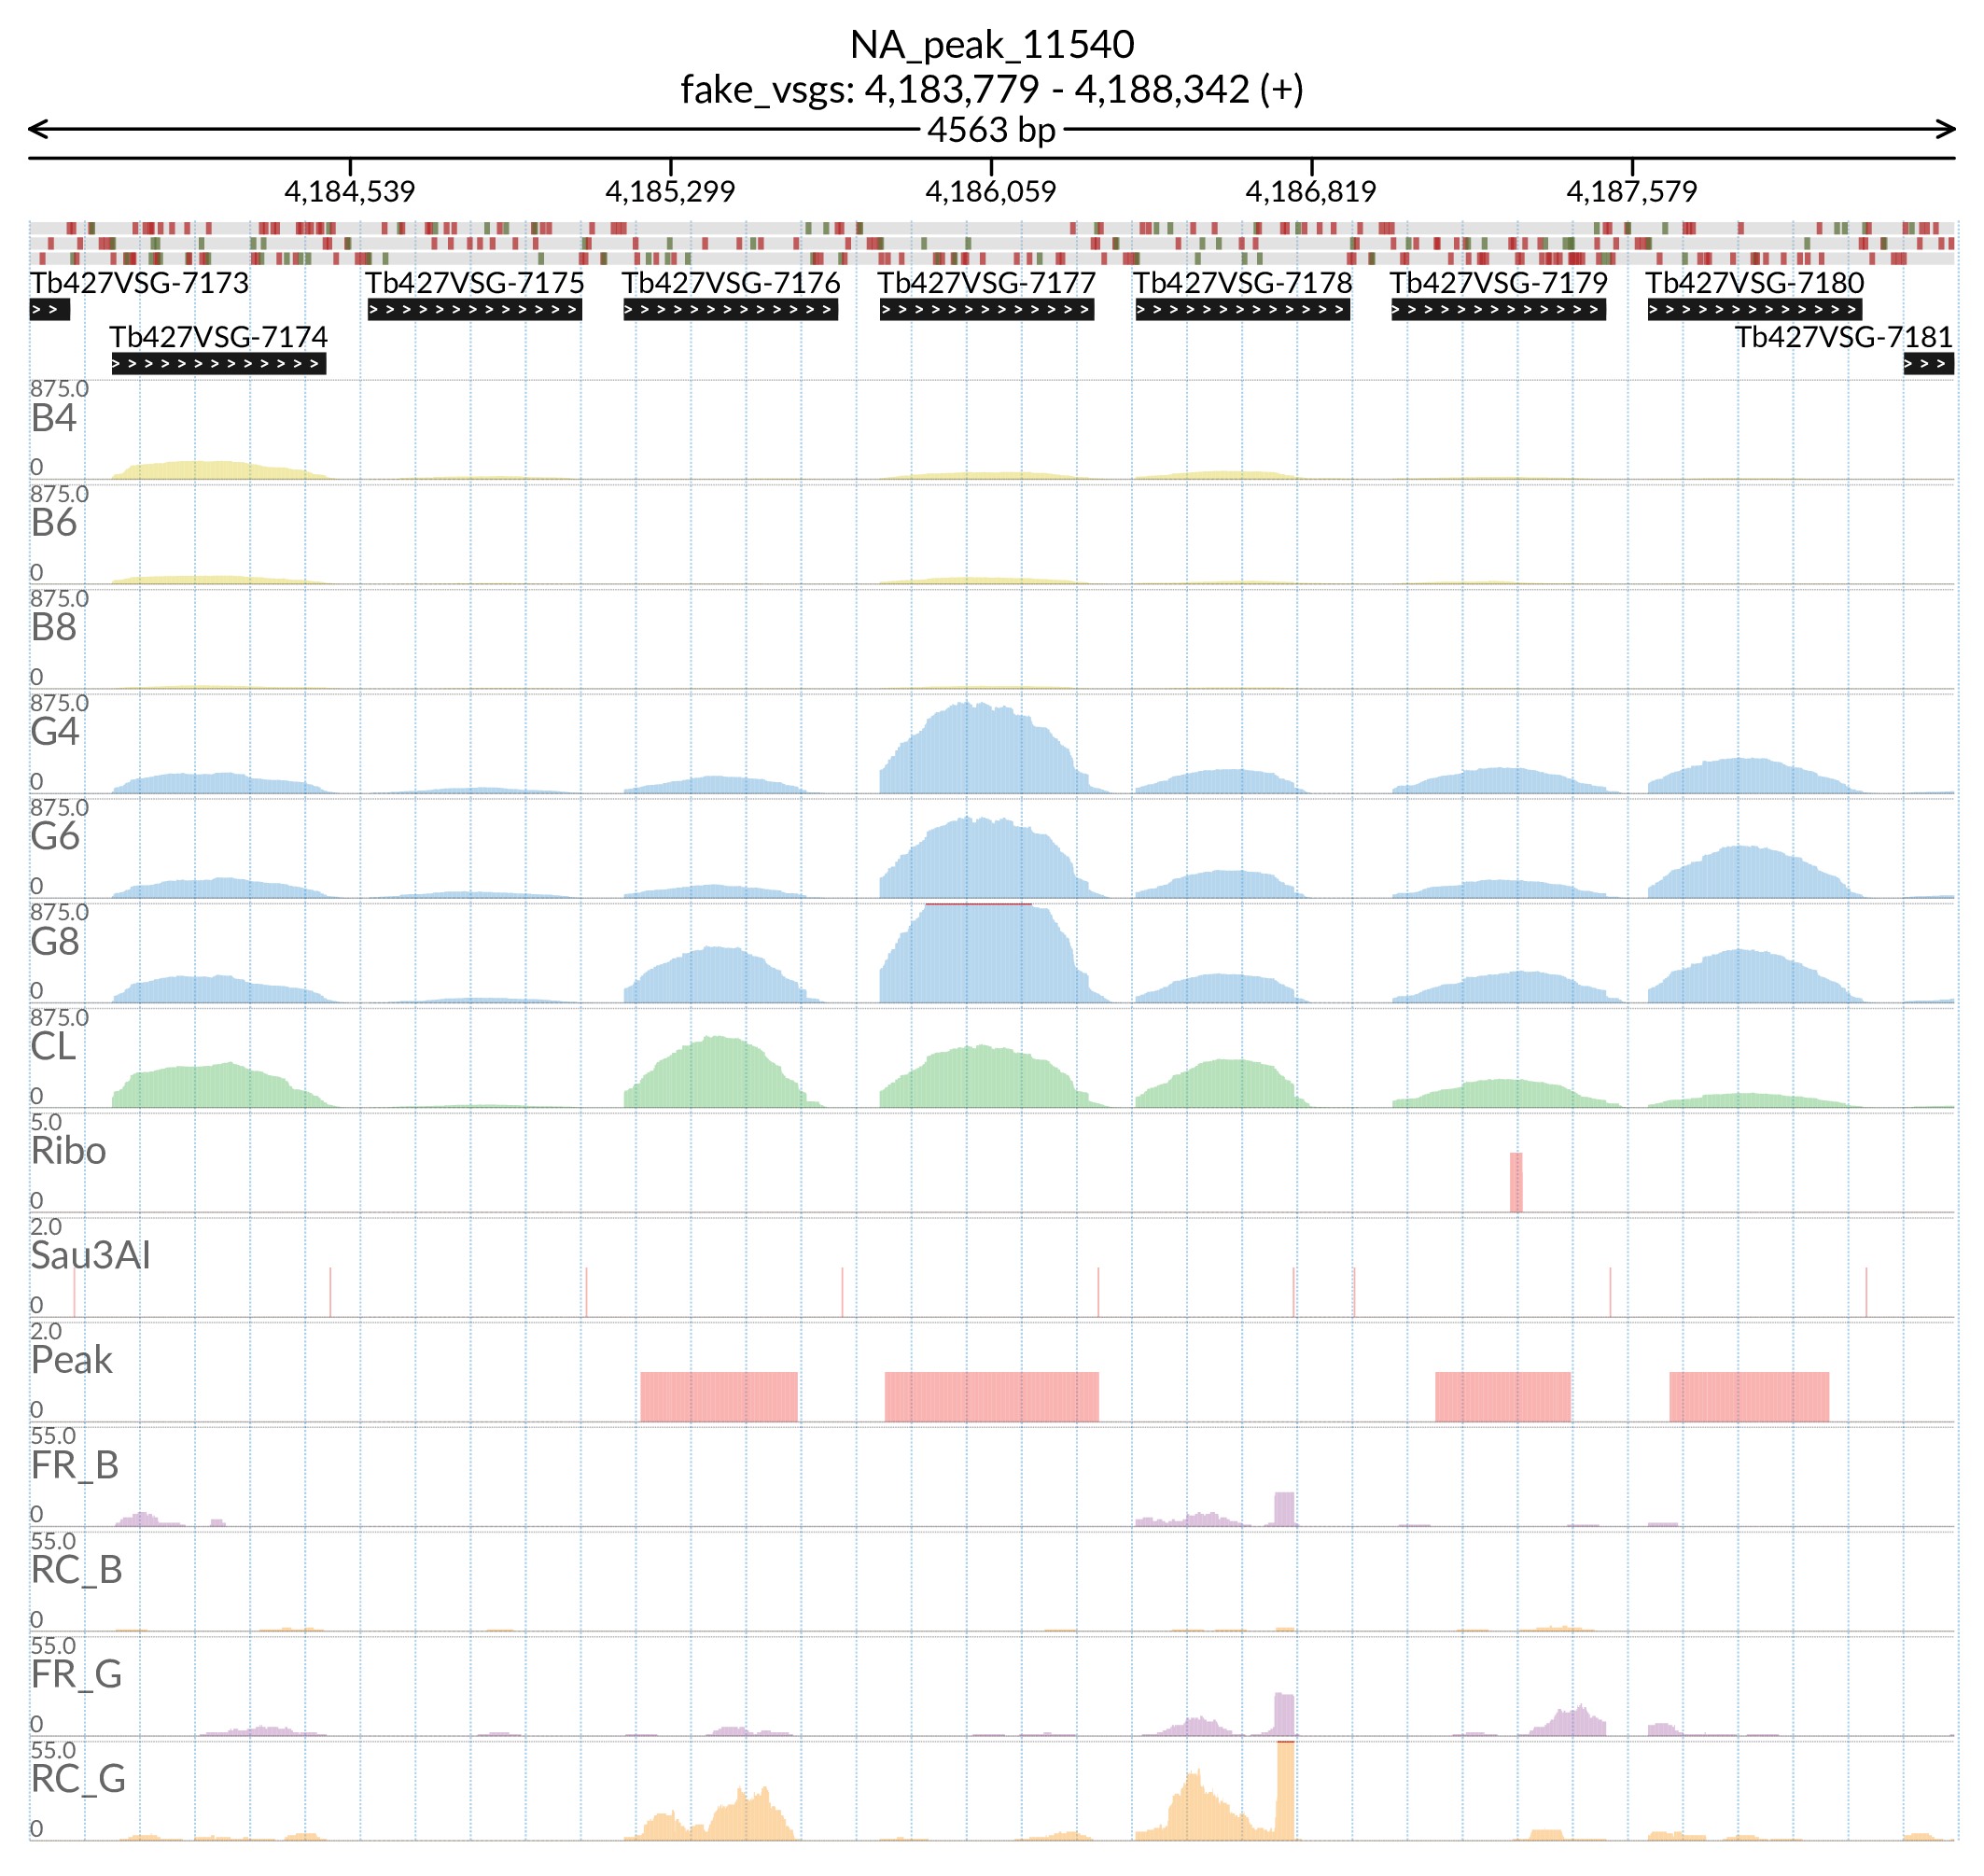 NA_peak_11540
fake_vsgs: 4,183,779 - 4,188,342 (+)
4563 bp
4,184,539 4,185,299 4,186,059 4,186,819 4,187,579
Tb427VSG-7173 Tb427VSG-7175 Tb427VSG-7176 Tb427VSG-7177 Tb427VSG-7178 Tb427VSG-7179 Tb427VSG-7180
Tb427VSG-7174 Tb427VSG-7181
875.0
B4
0
875.0
B6
0
875.0
B8
0
875.0
G4
0
875.0
G6
0
875.0
G8
0
875.0
CL
0
5.0
Ribo
0
2.0
Sau3AI
0
2.0
Peak
0
55.0
FR_B
0
55.0
RC_B
0
55.0
FR_G
0
55.0
RC_G
0